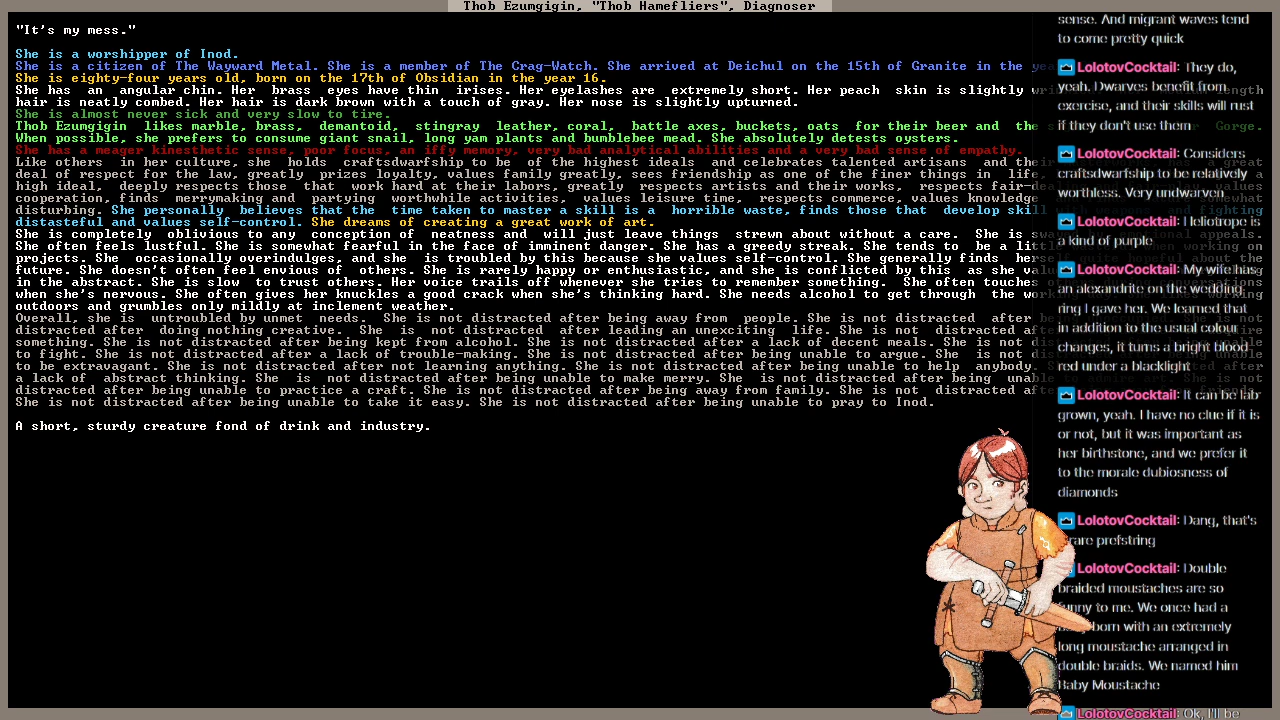 Thob Ezumgigin, "Thob Hamefliers", Diagnoser
"It's my mess."
She is a worshipper of Inod.
She is a citizen of The Wayward Metal. She is a member of The Crag-Watch. She arrived at Deichul on the 15th of Granite in the
She is eighty-four years old, born on the 17th of Obsidian in the year 16.
She has an angular chin. Her brass eyes have thin irises. Her eyelashes are extremely short. Her peach skin is slightly length
hair is neatly combed. Her hair is dark brown with a touch of gray. Her nose is slightly upturned.
She is almost never sick and very slow to tire.
Thob Ezumgigin likes marble, brass, demantoid, stingray leather, coral, battle axes, buckets, oats for their beer and the Gorge.
When possible, she prefers to consume giant snail, long yam plants and bumblebee mead. She absolutely detests oysters
She has a meager kinesthetic sense, poor focus, an iffy memory, very bad analytical abilities and a very bad sense of empathy.
Like others in her culture, she holds craftsdwarfship to be of the highest ideals and celebrates talented artisans and their great
deal of respect for the law, greatly prizes loyalty, values family greatly, sees friendship as one of the finer things in life,
high ideal, deeply respects those that work hard at their labors, greatly respects artists and their works, respects fair-deal values
cooperation, finds merrymaking and partying worthwhile activities, values leisure time, respects commerce, values knowledge somewhat
disturbing. She personally believes that the time taken to master a skill is a horrible waste, finds those that develop skill fighting
distasteful and values self-control. She dreams of creating a great work of art.
She is completely oblivious to any conception of neatness and will just leave things strewn about without a care. She is appeals.
She often feels lustful. She is somewhat fearful in the face of imminent danger. She has a greedy streak. She tends to be a working on
projects. She occasionally overindulges, and she is troubled by this because she values self-control. She generally finds herself quite hopeful about the
future. She doesn't often feel envious of others. She is rarely happy or enthusiastic, and she is conflicted by this as she
in the abstract. She is slow to trust others. Her voice trails off whenever she tries to remember something. She often touches
when she's nervous. She often gives her knuckles a good crack when she's thinking hard. She needs alcohol to get through the working
outdoors and grumbles only mildly at inclement weather.
Overall, she is untroubled by unmet needs. She is not distracted after being away from people. She is not distracted after
distracted after doing nothing creative. She is not distracted after leading an unexciting life. She is not distracted
something. She is not distracted after being kept from alcohol. She is not distracted after a lack of decent meals. She is not
to fight. She is not distracted after a lack of trouble-making. She is not distracted after being unable to argue. She is not unable
to be extravagant. She is not distracted after not learning anything. She is not distracted after being unable to help anybody. after
a lack of abstract thinking. She is not distracted after being unable to make merry. She is not distracted after being unable is not
distracted after being unable to practice a craft. She is not distracted after being away from family. She is not distracted
She is not distracted after being unable to take it easy. She is not distracted after being unable to pray to Inod.
A short, sturdy creature fond of drink and industry.
sense. And migrant waves tend
to come pretty quick
LolotovCocktail: They do,
yeah. Dwarves benefit from
exercise, and their skills will rust
if they don't use them
LolotovCocktail: Considers
craftsdwarfship to be relatively
worthless. Very undwarven
LolotovCocktail: Heliotrope is
a kind of purple
LolotovCocktail: My wife has
an alexandrite on the wedding
ring I gave her. We learned that
in addition to the usual colour
changes, it turns a bright blood
red under a blacklight
LolotovCocktail: It can be lab
grown, yeah. I have no clue if it is
or not, but it was important as
her birthstone, and we prefer it
to the morale dubiosness of
diamonds
LolotovCocktail: Dang, that's
rare prefstring
LolotovCocktail: Double
braided moustaches are so
funny to me. We once had a
born with an extremely
long moustache arranged in
double braids. We named him
Baby Moustache
LolotovCocktail: Ok, I'll be